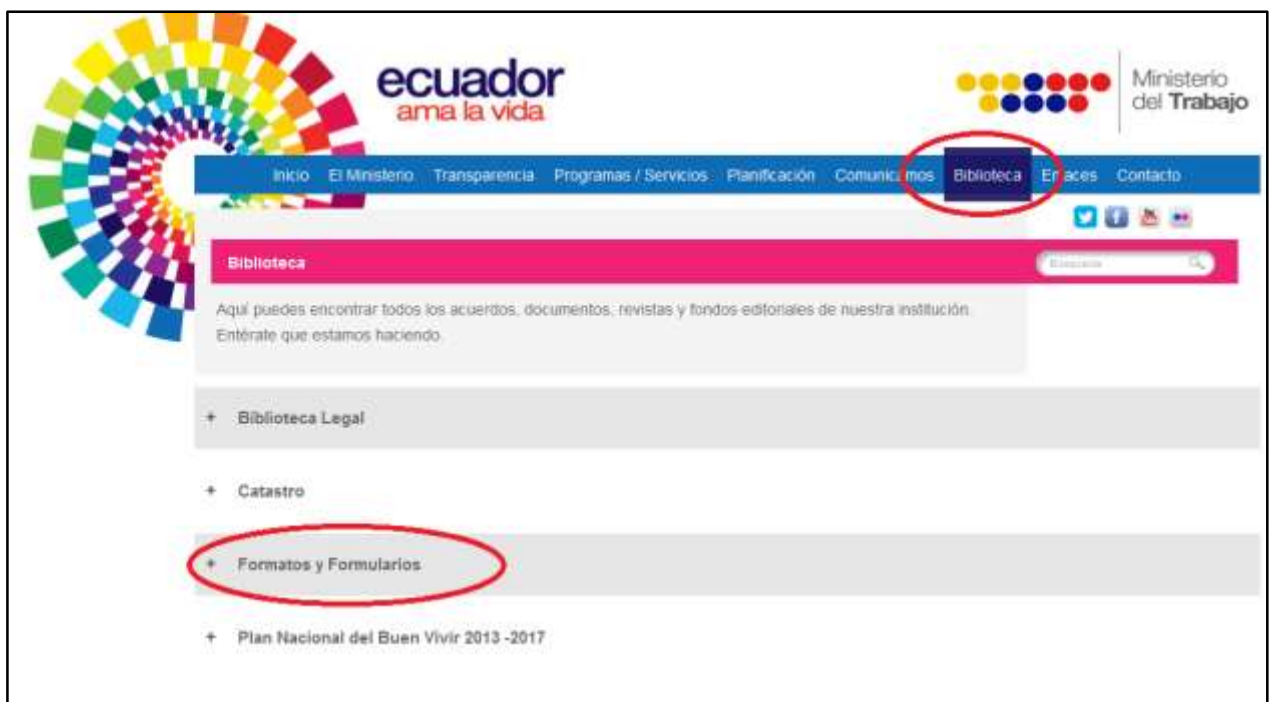 ecuador
ama la vida
Ministerio
del Trabajo
Inicio El Ministerio Transparencia Programas / Servicios Planificación Comunicamos Biblioteca Enlaces Contacto
Biblioteca
Aquí puedes encontrar todos los acuerdos, documentos, revistas y fondos editoriales de nuestra institución.
Entérate que estamos haciendo.
+ Biblioteca Legal
+ Catastro
+ Formatos y Formularios
+ Plan Nacional del Buen Vivir 2013 -2017